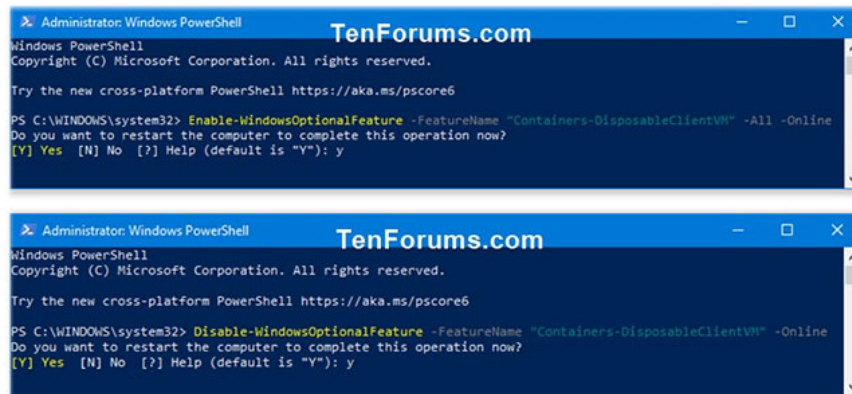 Administrator: Windows PowerShell
TenForums.com
Windows PowerShell
Copyright (C) Microsoft Corporation. All rights reserved.
Try the new cross-platform PowerShell https://aka.ms/pscore6
PS C:\WINDOWS\system32> Enable-WindowsOptionalFeature -FeatureName "Containers-DisposableClientVM" -All -Online
Do you want to restart the computer to complete this operation now?
[Y] Yes  [N] No  [?] Help (default is "Y"): y
Administrator: Windows PowerShell
TenForums.com
Windows PowerShell
Copyright (C) Microsoft Corporation. All rights reserved.
Try the new cross-platform PowerShell https://aka.ms/pscore6
PS C:\WINDOWS\system32> Disable-WindowsOptionalFeature -FeatureName "Containers-DisposableClientVM" -Online
Do you want to restart the computer to complete this operation now?
[Y] Yes  [N] No  [?] Help (default is "Y"): y